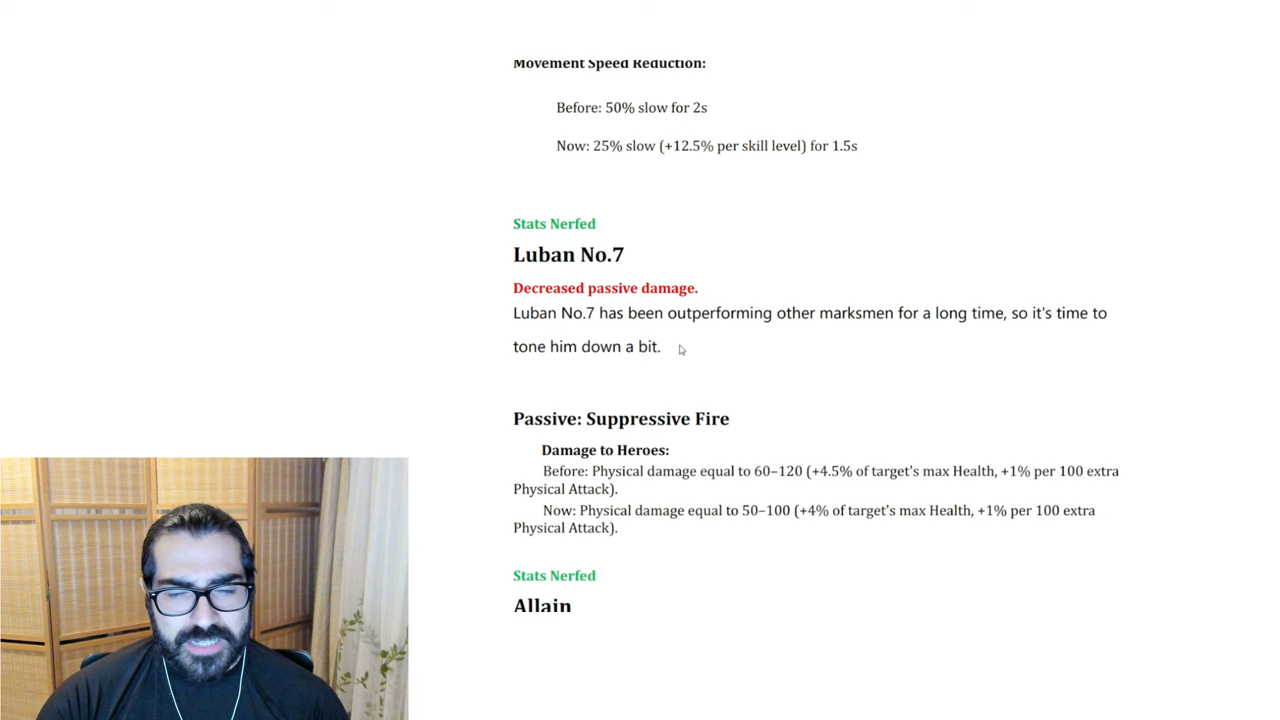 Movement Speed Reduction:
Before: 50% slow for 2s
Now: 25% slow (+12.5% per skill level) for 1.5s
Stats Nerfed
Luban No.7
Decreased passive damage.
Luban No.7 has been outperforming other marksmen for a long time, so it's time to
tone him down a bit.
Passive: Suppressive Fire
Damage to Heroes:
Before: Physical damage equal to 60–120 (+4.5% of target's max Health, +1% per 100 extra
Physical Attack).
Now: Physical damage equal to 50–100 (+4% of target's max Health, +1% per 100 extra
Physical Attack).
Stats Nerfed
Allain